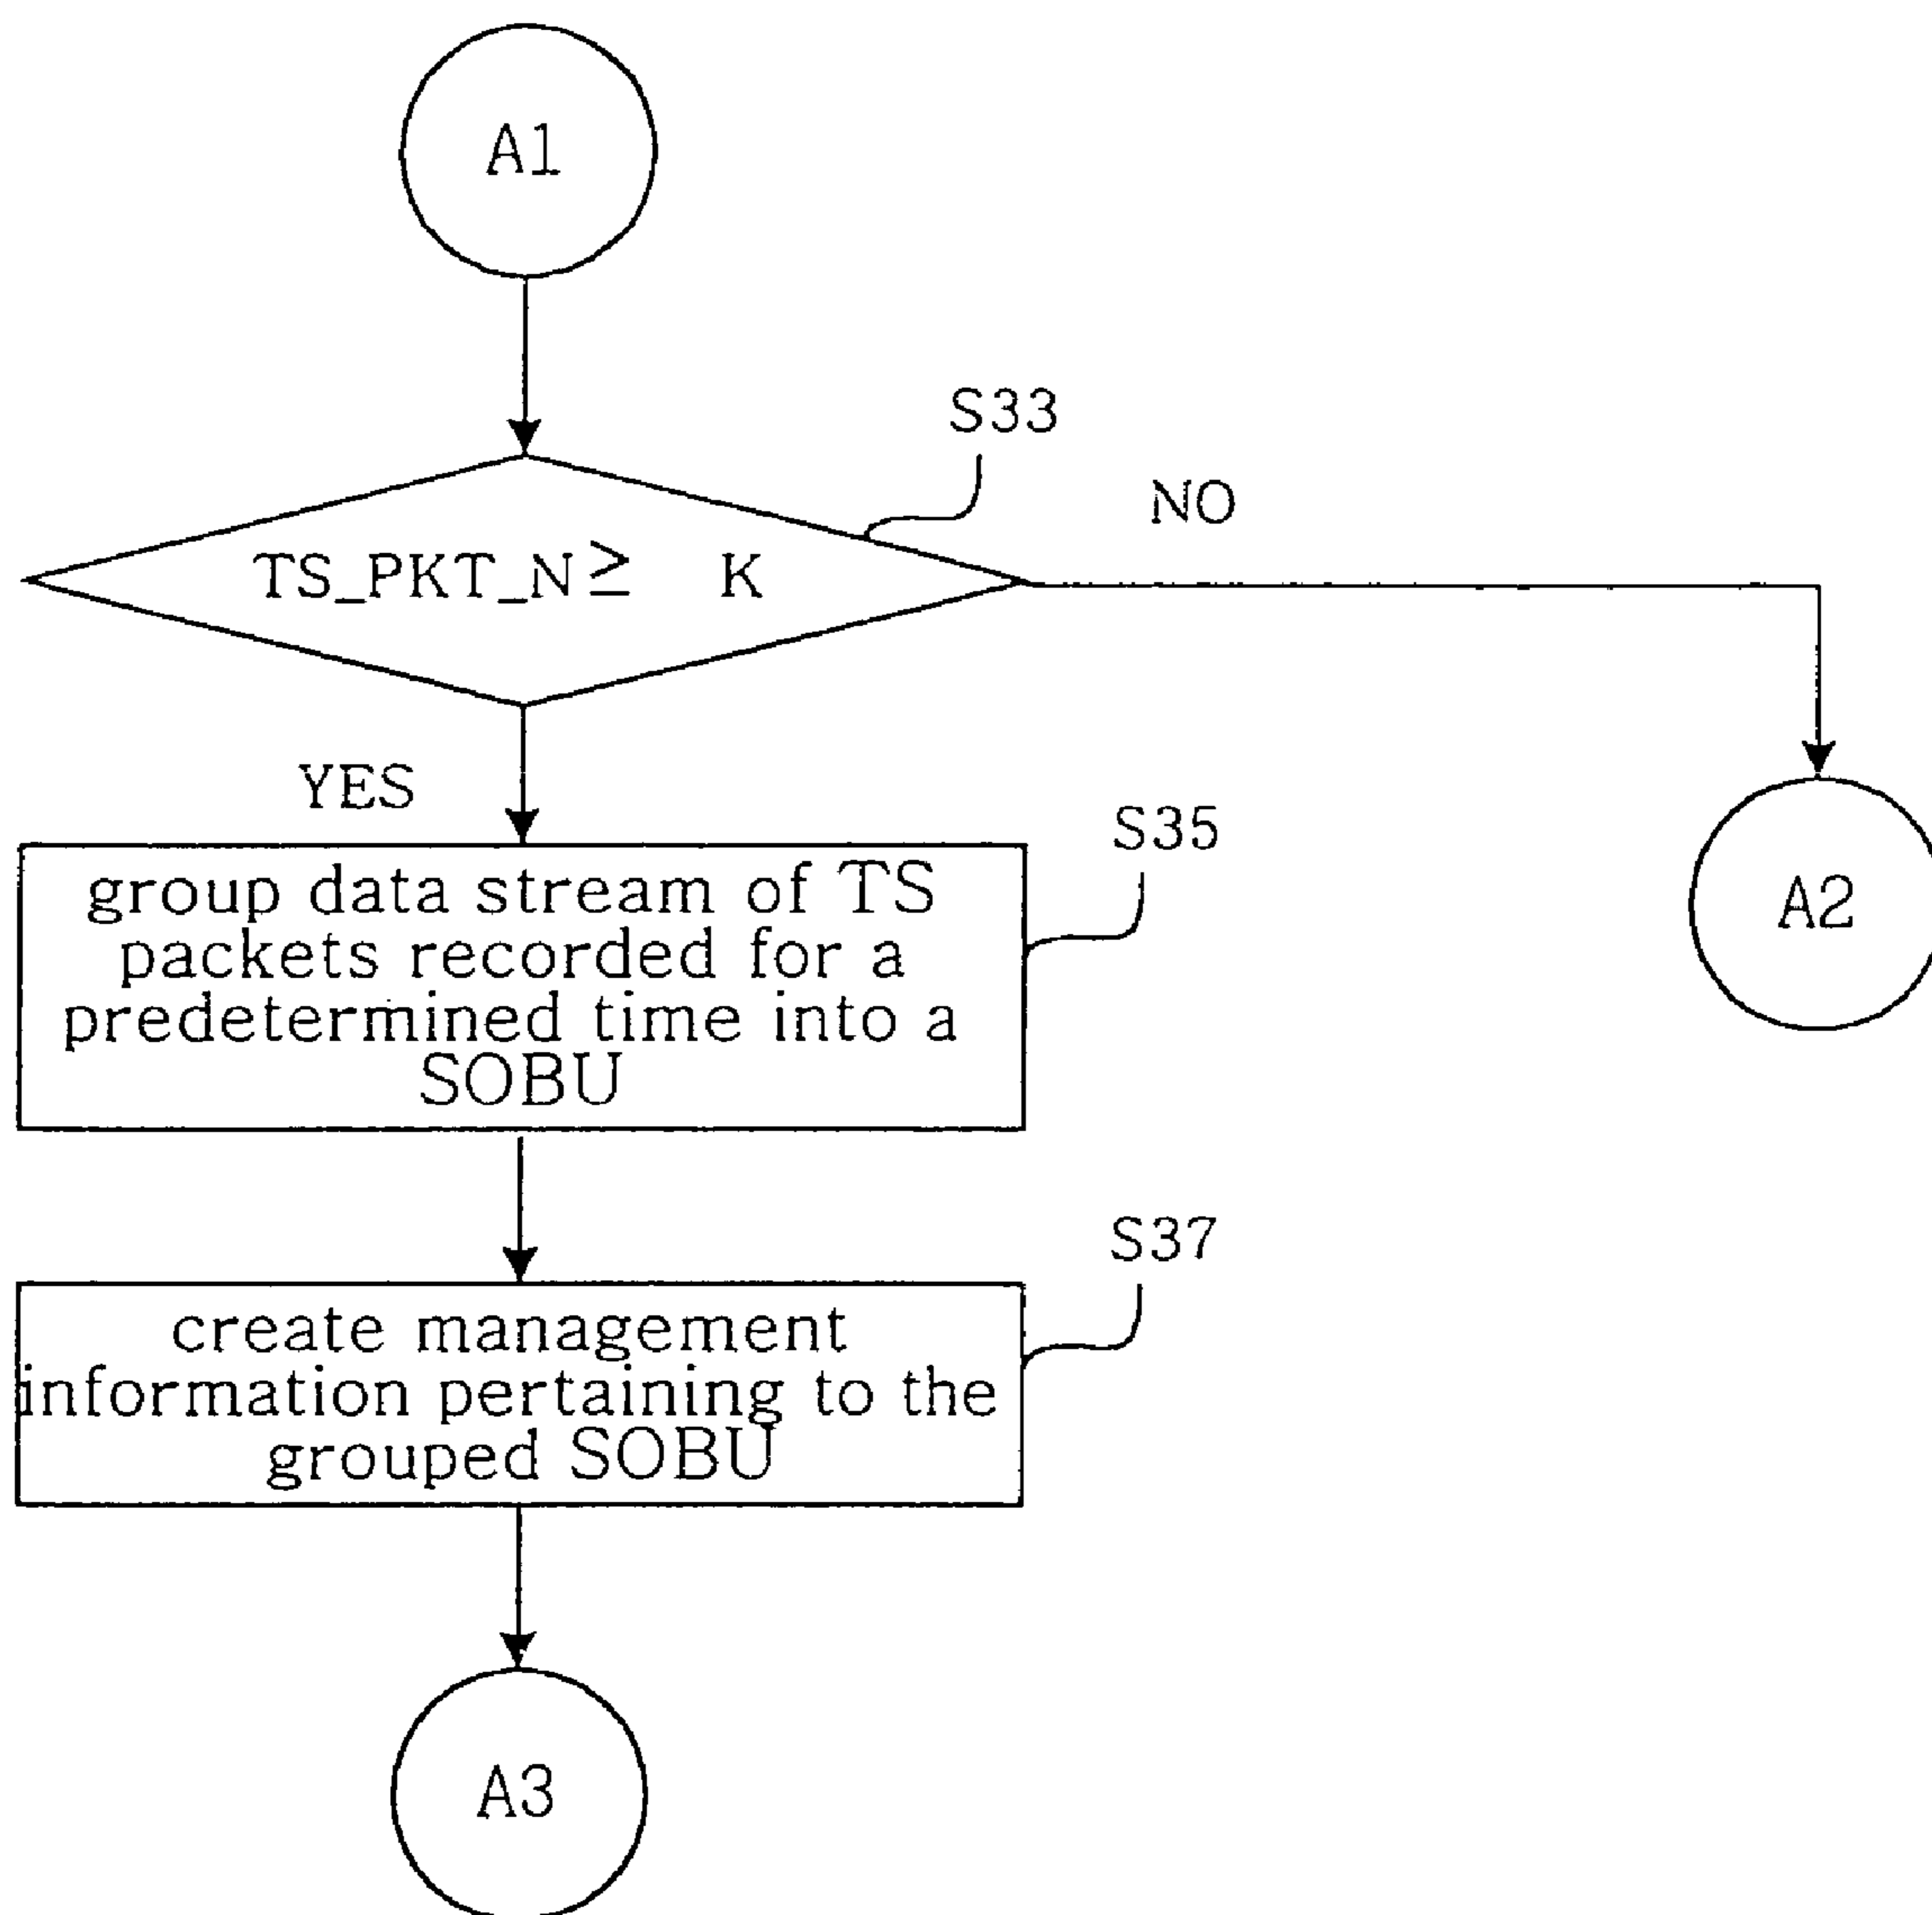 A1
S33
NO
TS_PKT_N≥ K
YES
S35
group data stream of TS
packets recorded for a
predetermined time into a
SOBU
A2
S37
create management
information pertaining to the
grouped SOBU
A3